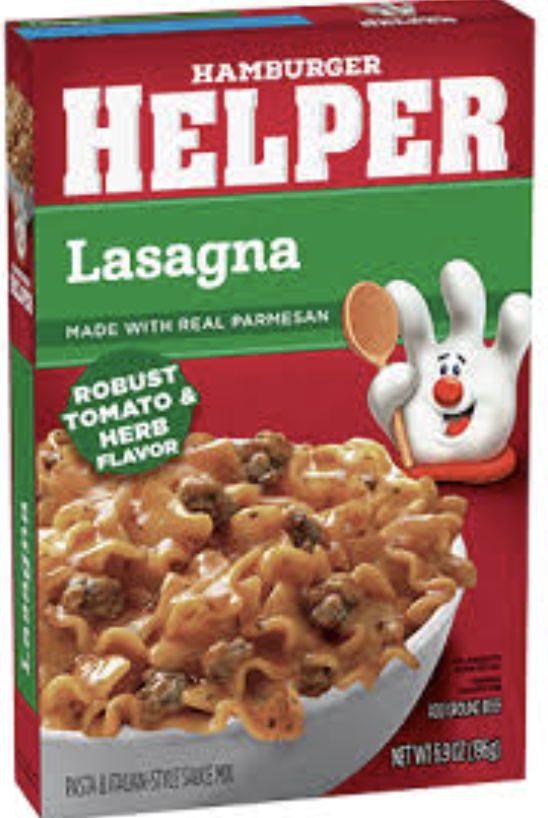 HAMBURGER
HELPER
Lasagna
MADE WITH REAL PARMESAN
ROBUST
TOMATO &
HERB
FLAVOR
Lasagna
ADD GROUND BEEF
NET WT 6.9 OZ (196g)
PASTA & ITALIAN-STYLE SAUCE MIX